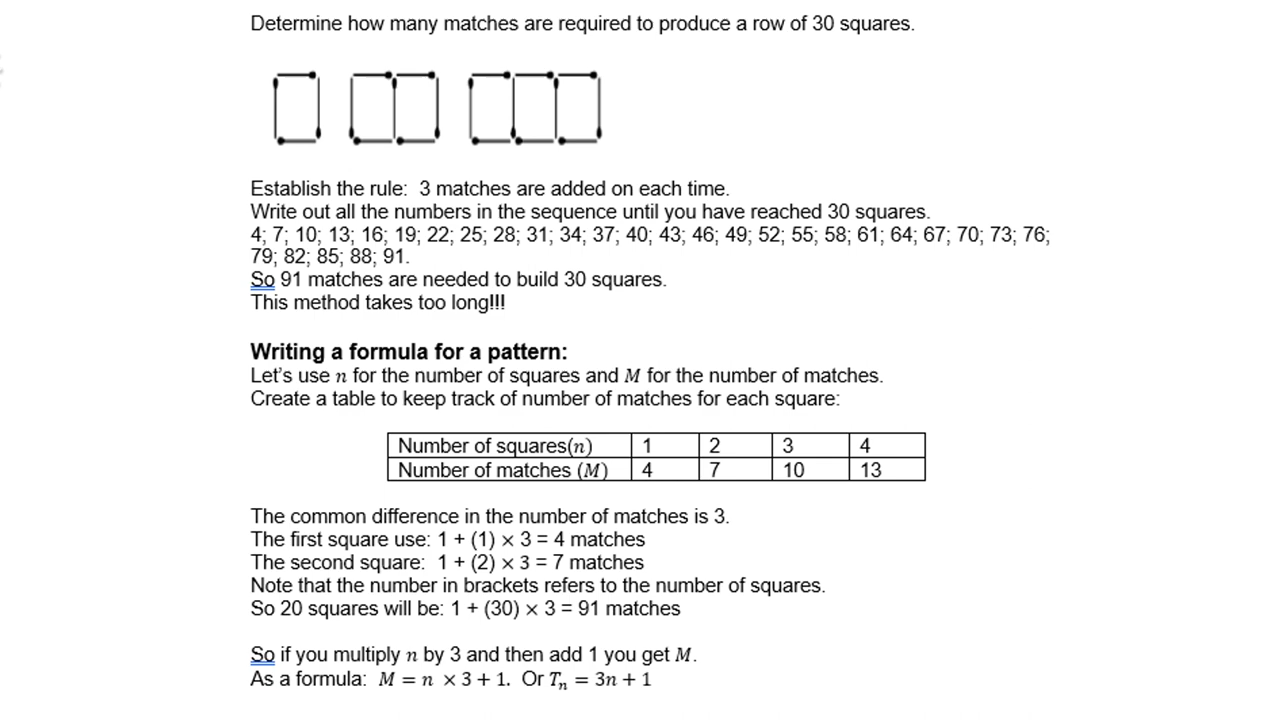 Determine how many matches are required to produce a row of 30 squares.
Establish the rule:  3 matches are added on each time.
Write out all the numbers in the sequence until you have reached 30 squares.
4; 7; 10; 13; 16; 19; 22; 25; 28; 31; 34; 37; 40; 43; 46; 49; 52; 55; 58; 61; 64; 67; 70; 73; 76;
79; 82; 85; 88; 91.
So 91 matches are needed to build 30 squares.
This method takes too long!!!
Writing a formula for a pattern:
Let's use n for the number of squares and M for the number of matches.
Create a table to keep track of number of matches for each square:
Number of squares(n) 1 2 3 4
Number of matches (M) 4 7 10 13
The common difference in the number of matches is 3.
The first square use: 1 + (1) × 3 = 4 matches
The second square:  1 + (2) × 3 = 7 matches
Note that the number in brackets refers to the number of squares.
So 20 squares will be: 1 + (30) × 3 = 91 matches
So if you multiply n by 3 and then add 1 you get M.
As a formula:  M = n × 3 + 1.  Or Tₙ = 3n + 1